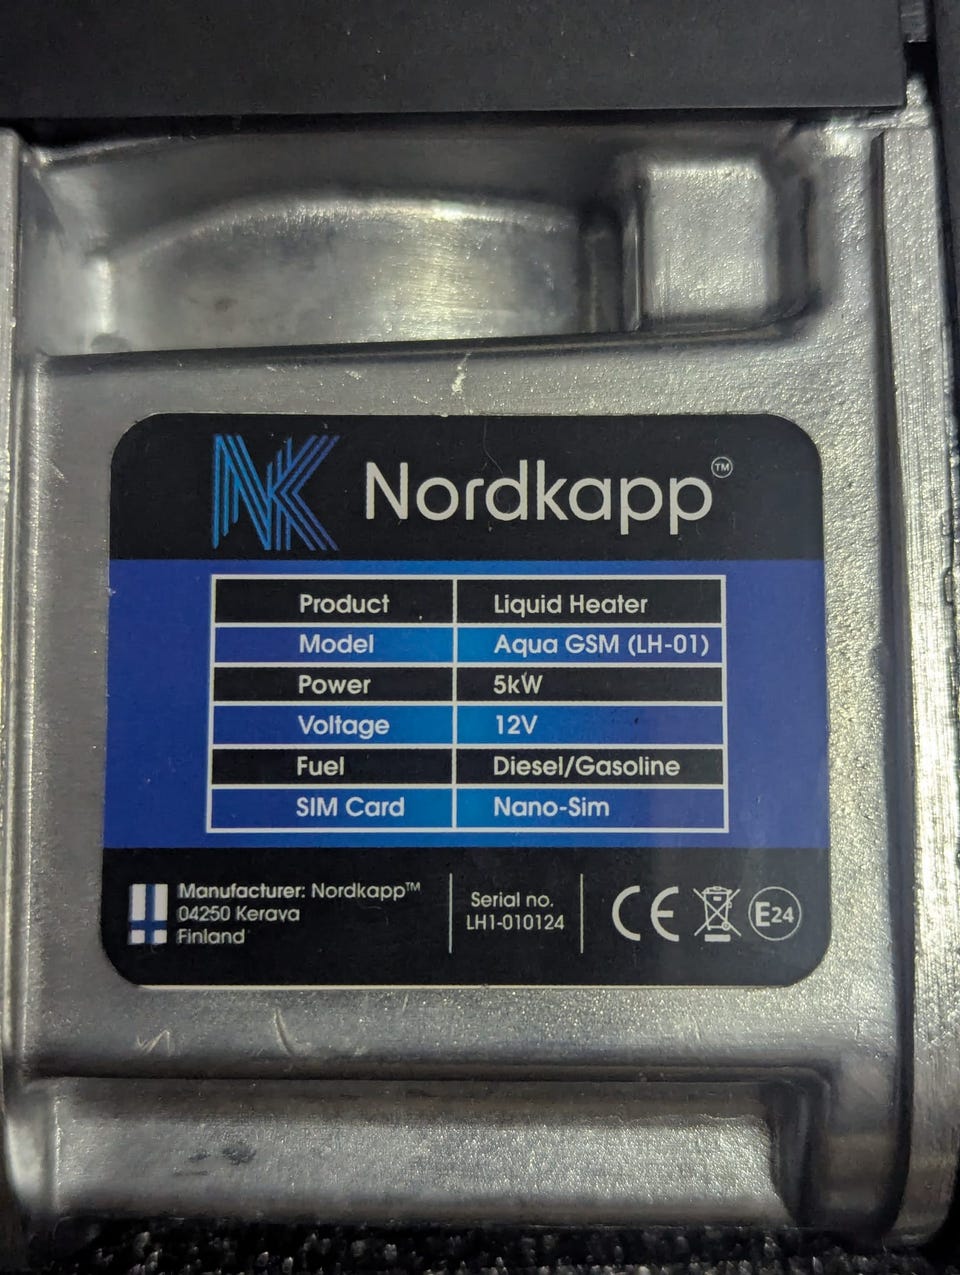 NK Nordkapp™
Product Liquid Heater
Model Aqua GSM (LH-01)
Power 5kW
Voltage 12V
Fuel Diesel/Gasoline
SIM Card Nano-Sim
Manufacturer: Nordkapp™
04250 Kerava
Finland
Serial no.
LH1-010124
CE
E24